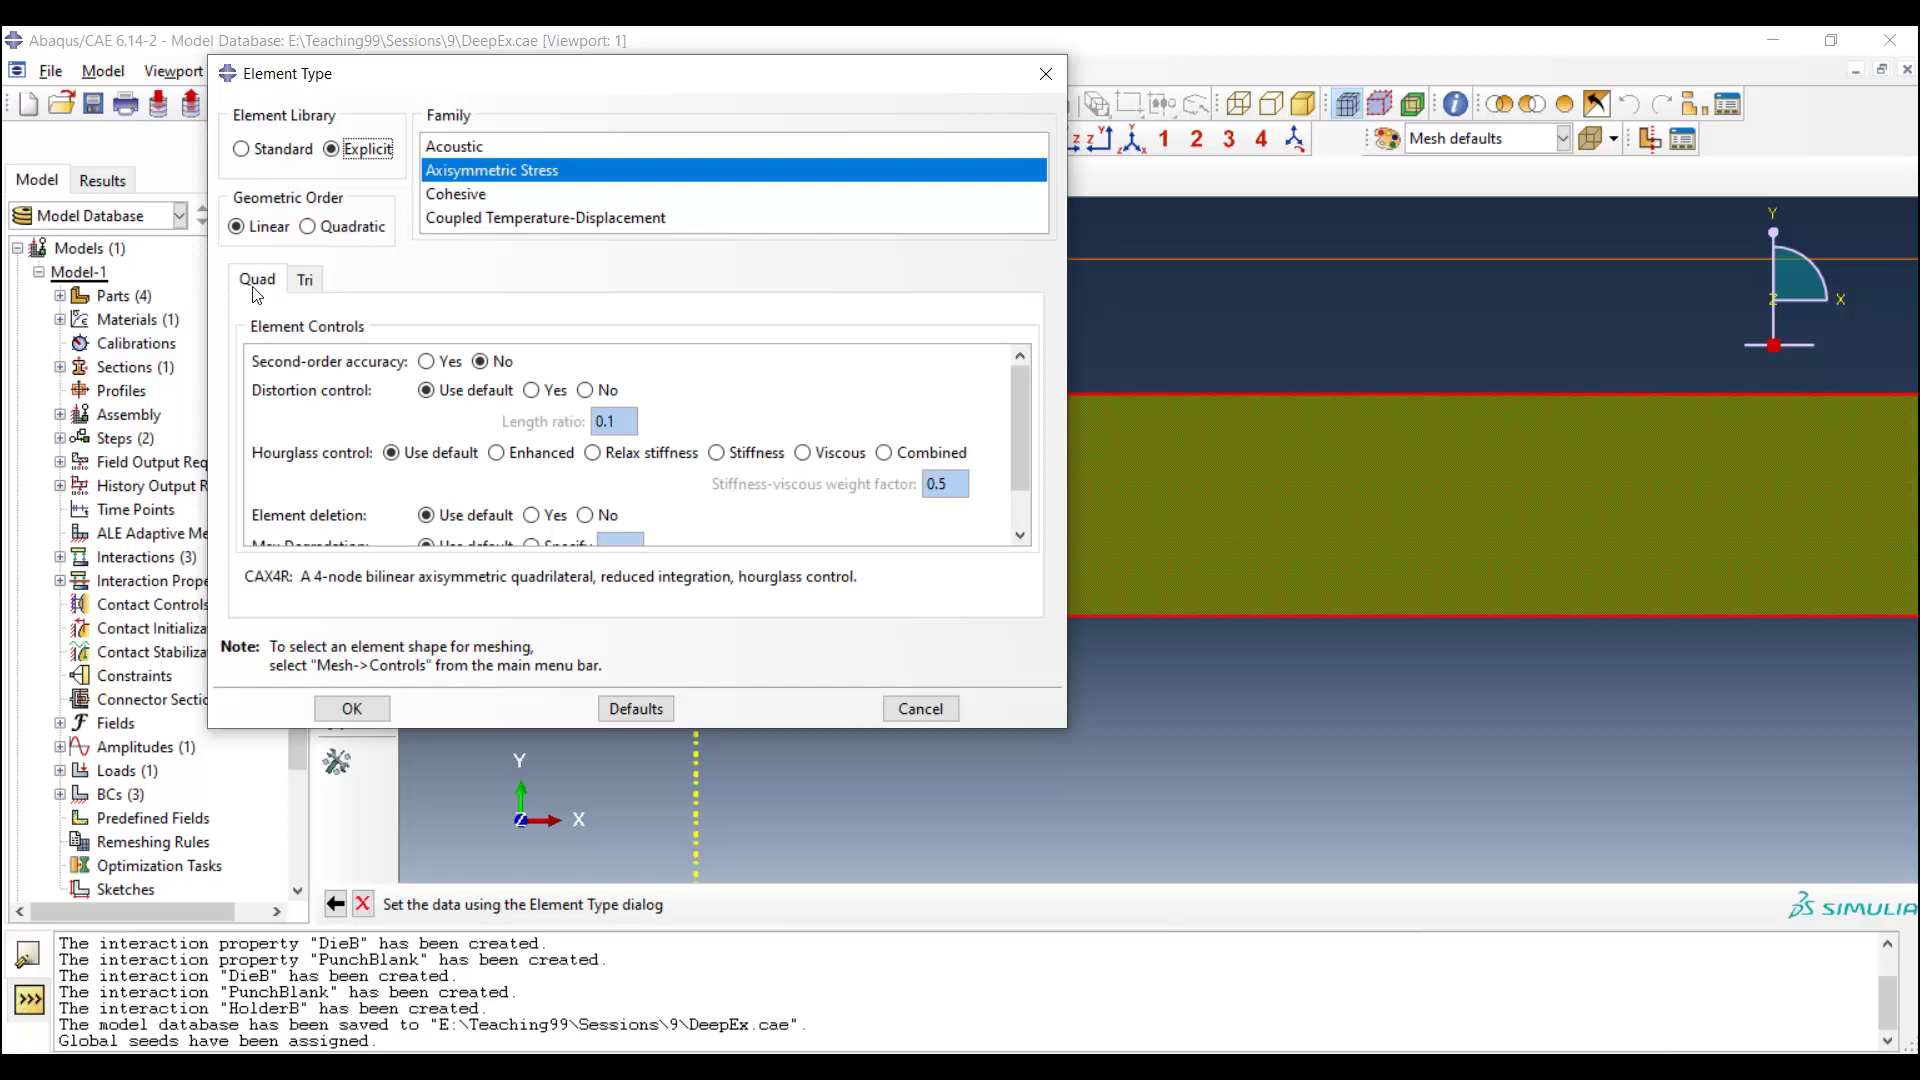 Abaqus/CAE 6.14-2 - Model Database: E:\Teaching99\Sessions\9\DeepEx.cae [Viewport: 1]
File Model Viewport
Element Type
Element Library
Standard Explicit
Geometric Order
Linear Quadratic
Family
Acoustic
Axisymmetric Stress
Cohesive
Coupled Temperature-Displacement
Quad Tri
Element Controls
Second-order accuracy: Yes No
Distortion control: Use default Yes No
Length ratio: 0.1
Hourglass control: Use default Enhanced Relax stiffness Stiffness Viscous Combined
Stiffness-viscous weight factor: 0.5
Element deletion: Use default Yes No
Max Degradation: Use default Specify
CAX4R: A 4-node bilinear axisymmetric quadrilateral, reduced integration, hourglass control.
Note: To select an element shape for meshing,
select "Mesh->Controls" from the main menu bar.
OK Defaults Cancel
1 2 3 4
Mesh defaults
Model Results
Model Database
Models (1)
Model-1
Parts (4)
Materials (1)
Calibrations
Sections (1)
Profiles
Assembly
Steps (2)
Field Output Req
History Output R
Time Points
ALE Adaptive Me
Interactions (3)
Interaction Prope
Contact Controls
Contact Initializa
Contact Stabiliza
Constraints
Connector Sectio
Fields
Amplitudes (1)
Loads (1)
BCs (3)
Predefined Fields
Remeshing Rules
Optimization Tasks
Sketches
Y
Z X
Y
Z X
Set the data using the Element Type dialog
SIMULIA
The interaction property "DieB" has been created.
The interaction property "PunchBlank" has been created.
The interaction "DieB" has been created.
The interaction "PunchBlank" has been created.
The interaction "HolderB" has been created.
The model database has been saved to "E:\Teaching99\Sessions\9\DeepEx.cae".
Global seeds have been assigned.